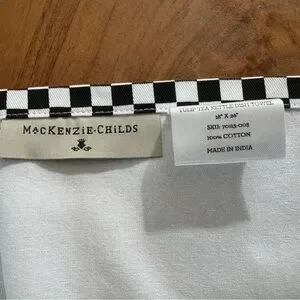 MACKENZIE-CHILDS
TULIP TEA KETTLE DISH TOWEL
18" X 28"
100% COTTON
MADE IN INDIA